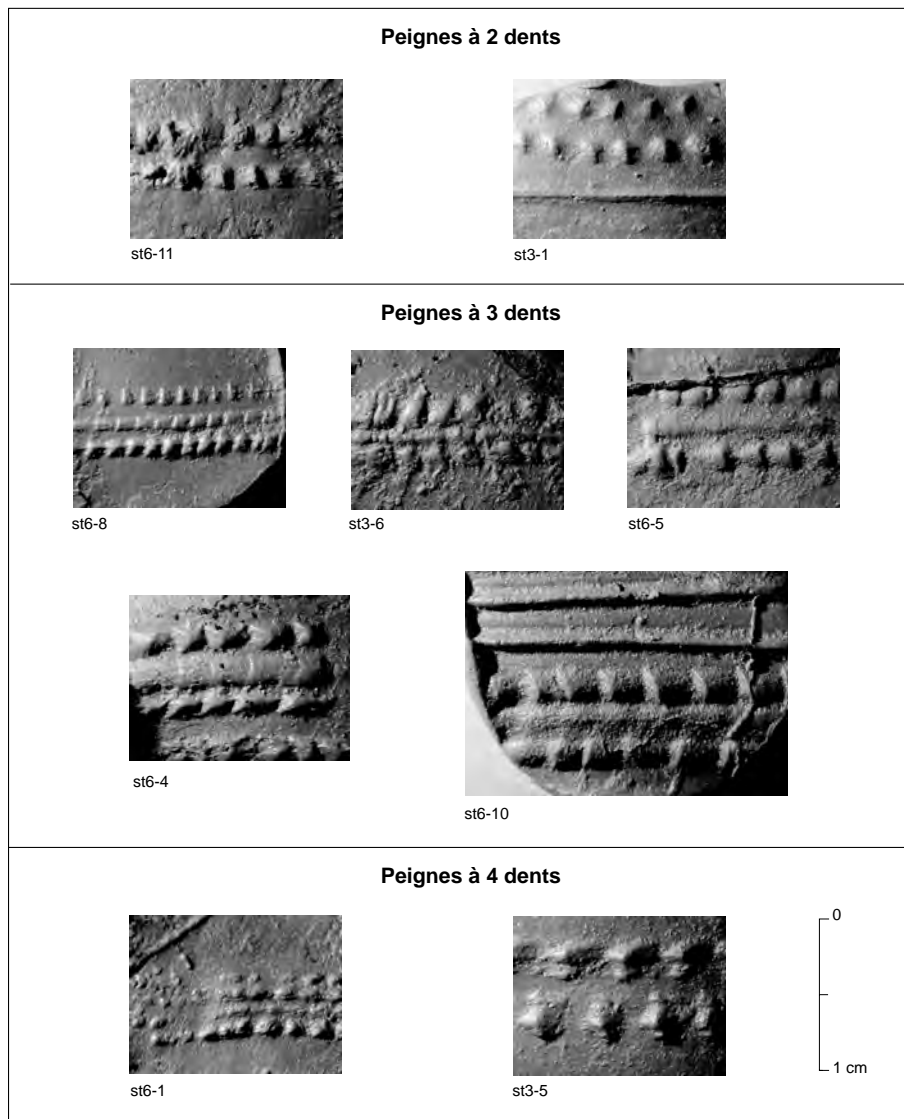 Peignes à 2 dents
st6-11
st3-1
Peignes à 3 dents
st6-8
st3-6
st6-5
st6-4
st6-10
Peignes à 4 dents
0
1 cm
st6-1
st3-5